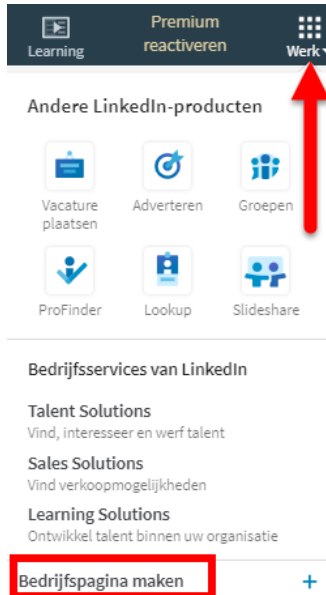 Learning
Premium
reactiveren
Werk
Andere LinkedIn-producten
Vacature
plaatsen
Adverteren
Groepen
ProFinder
Lookup
Slideshare
Bedrijfsservices van LinkedIn
Talent Solutions
Vind, interesseer en werf talent
Sales Solutions
Vind verkoopmogelijkheden
Learning Solutions
Ontwikkel talent binnen uw organisatie
Bedrijfspagina maken +